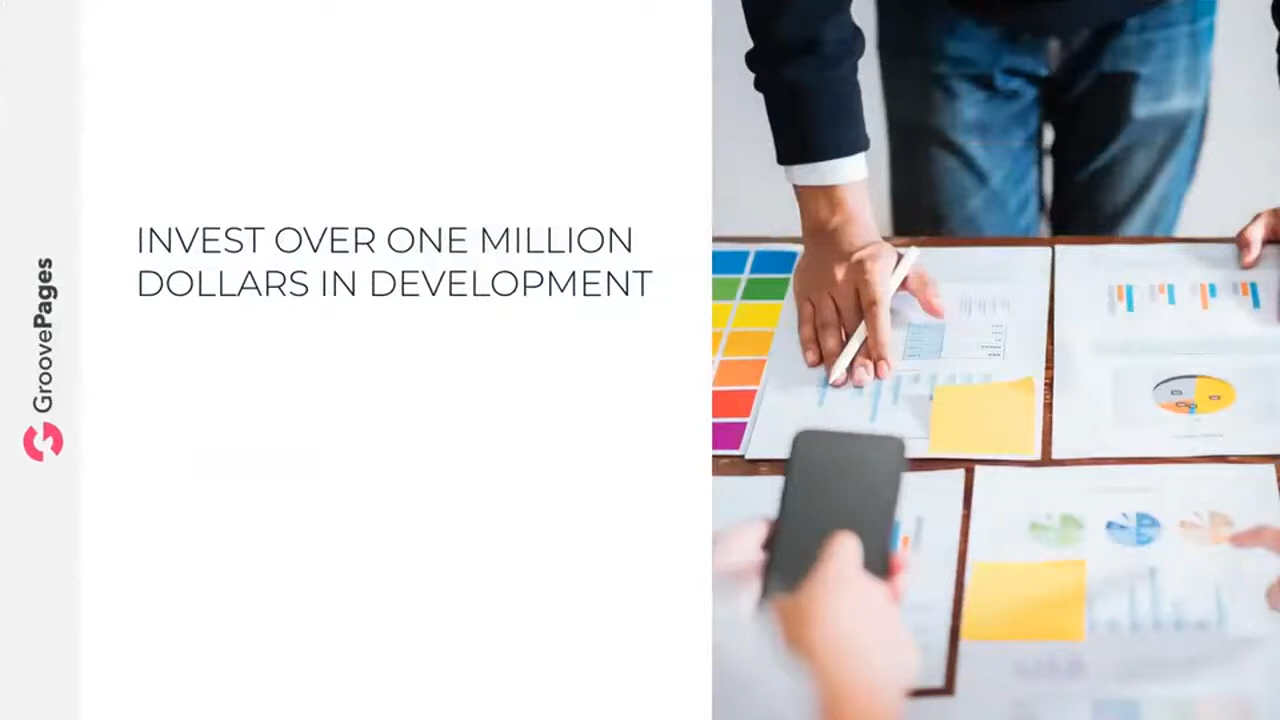 INVEST OVER ONE MILLION
DOLLARS IN DEVELOPMENT
GroovePages